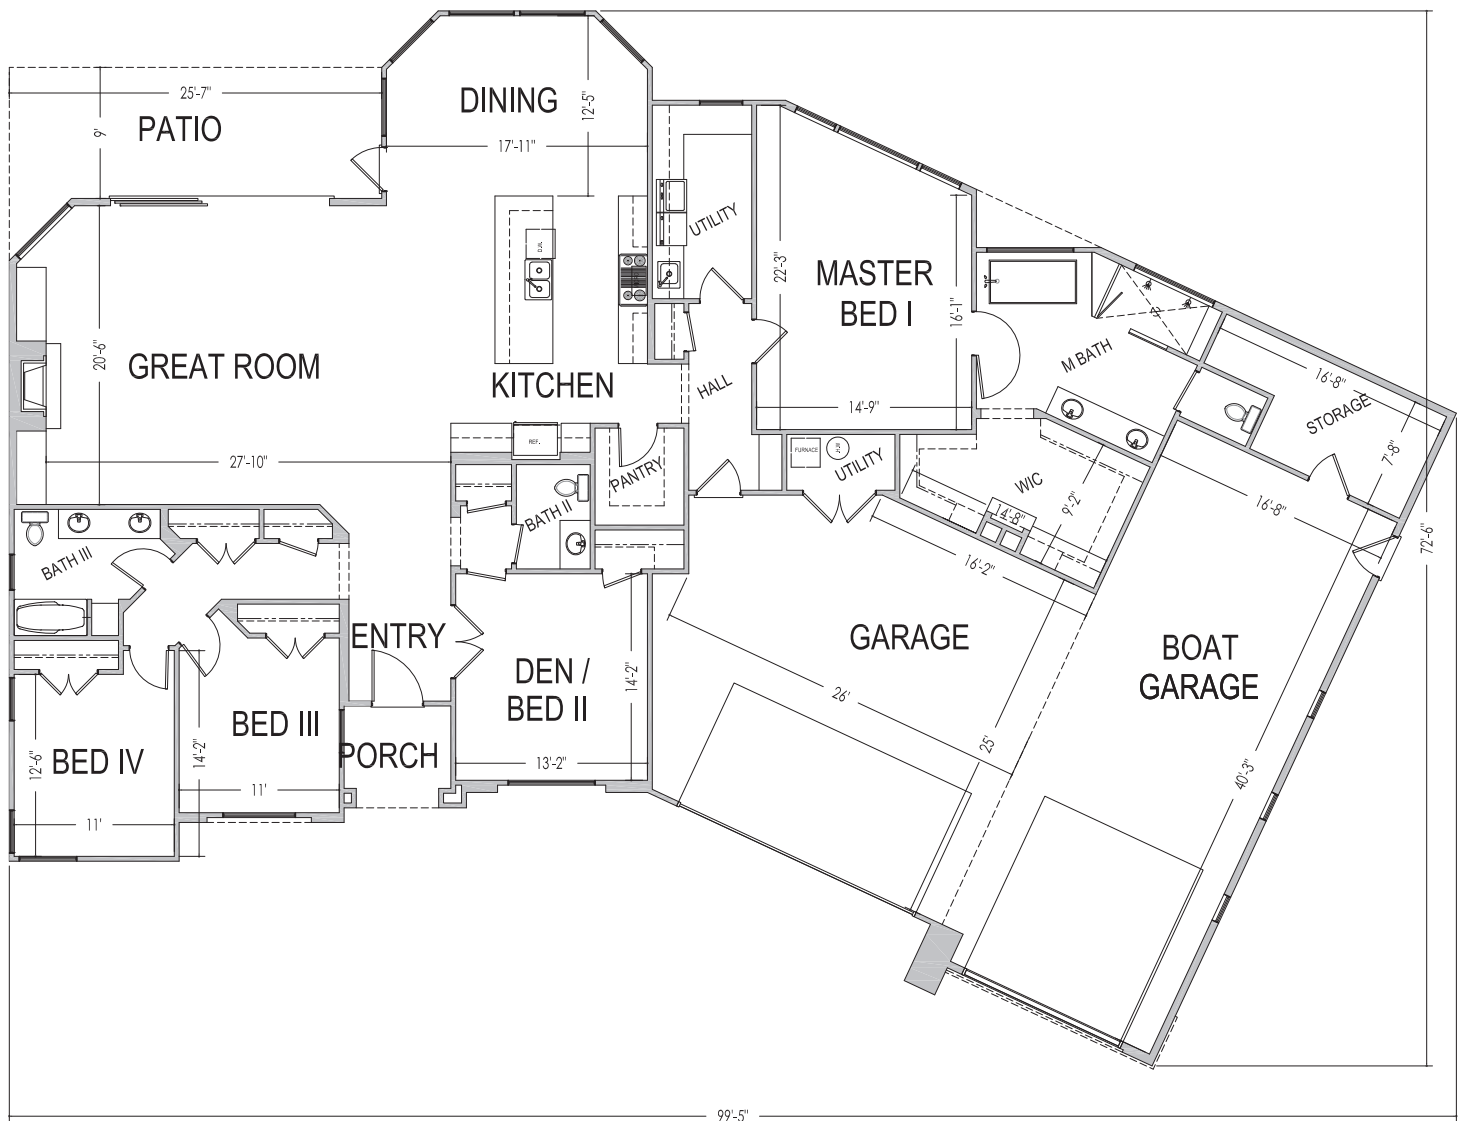 25'-7"
PATIO
9'
DINING
12'-5"
17'-11"
UTILITY
D.W.
22'-3"
MASTER
BED I
16'-1"
14'-9"
M BATH
16'-8"
STORAGE
7'-8"
GREAT ROOM
20'-6"
KITCHEN
HALL
27'-10"
REF.
PANTRY
FURNACE
UTILITY
WIC
14'-8"
9'-2"
16'-8"
72'-6"
BATH II
BATH III
16'-2"
ENTRY
DEN /
BED II
14'-2"
13'-2"
GARAGE
26'
25'
BOAT
GARAGE
40'-3"
BED III
14'-2"
11'
PORCH
BED IV
12'-6"
11'
99'-5"